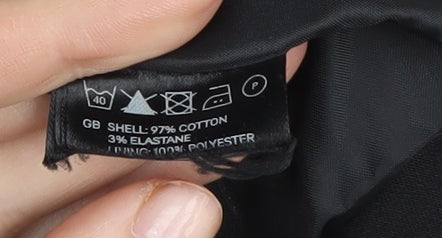 40 P
GB SHELL: 97% COTTON
3% ELASTANE
LINING: 100% POLYESTER